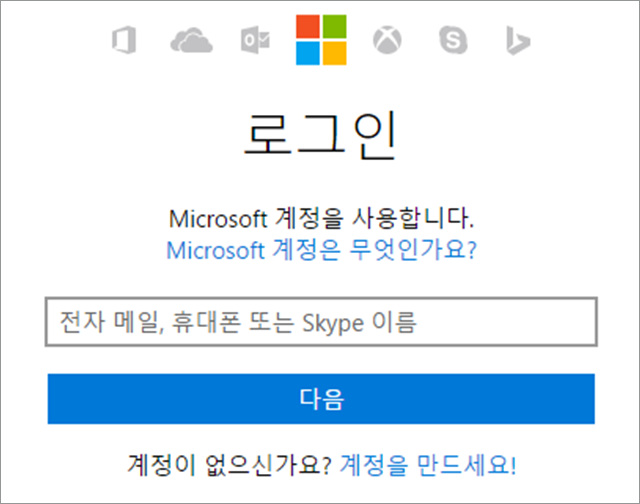 로그인
Microsoft 계정을 사용합니다.
Microsoft 계정은 무엇인가요?
전자 메일, 휴대폰 또는 Skype 이름
다음
계정이 없으신가요? 계정을 만드세요!